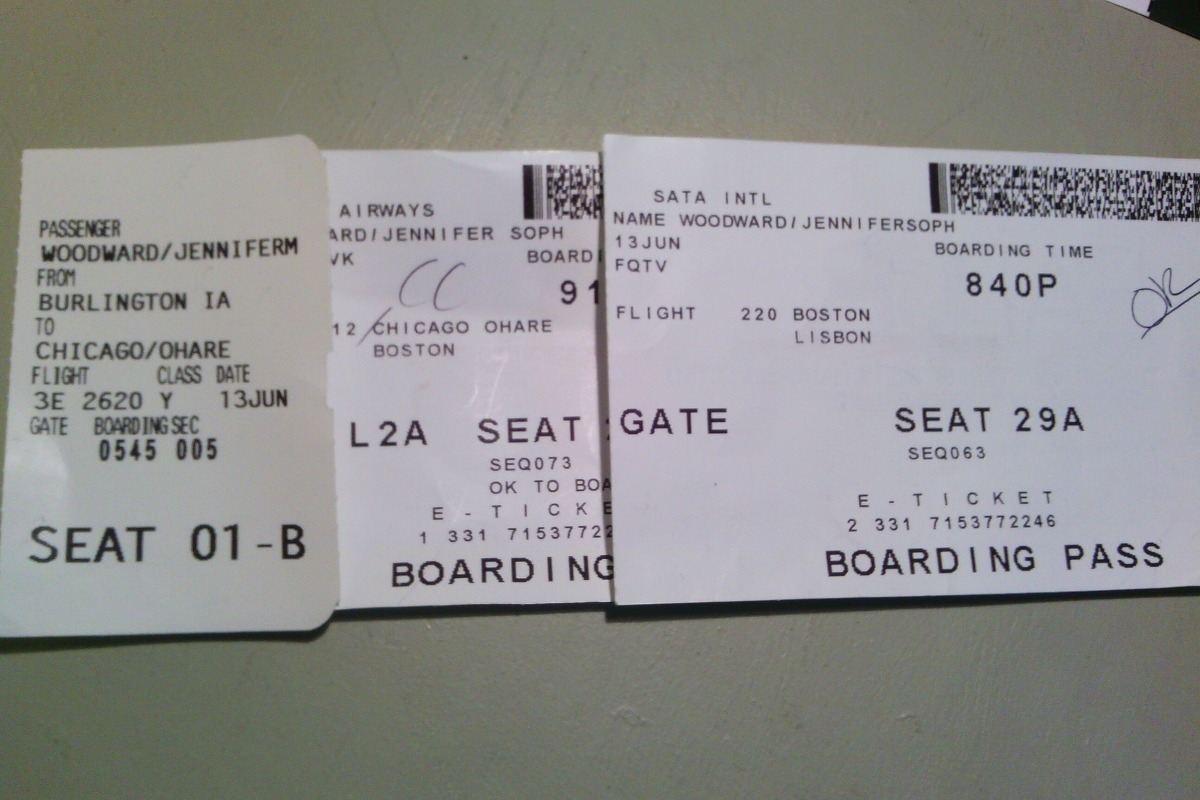 PASSENGER
WOODWARD/JENNIFERM
FROM
BURLINGTON IA
TO
CHICAGO/OHARE
FLIGHT CLASS DATE
3E 2620 Y 13JUN
GATE BOARDING SEC
0545 005
SEAT 01-B
AIRWAYS
ARD/JENNIFER SOPH
VK BOARDI
CC 91
12 CHICAGO OHARE
BOSTON
L2A SEAT
SEQ073
OK TO BOA
E-TICKE
1 331 7153772
BOARDING
SATA INTL
NAME WOODWARD/JENNIFERSOPH
13JUN BOARDING TIME
FQTV 840P
OK
FLIGHT 220 BOSTON
LISBON
GATE SEAT 29A
SEQ063
E-TICKET
2 331 7153772246
BOARDING PASS